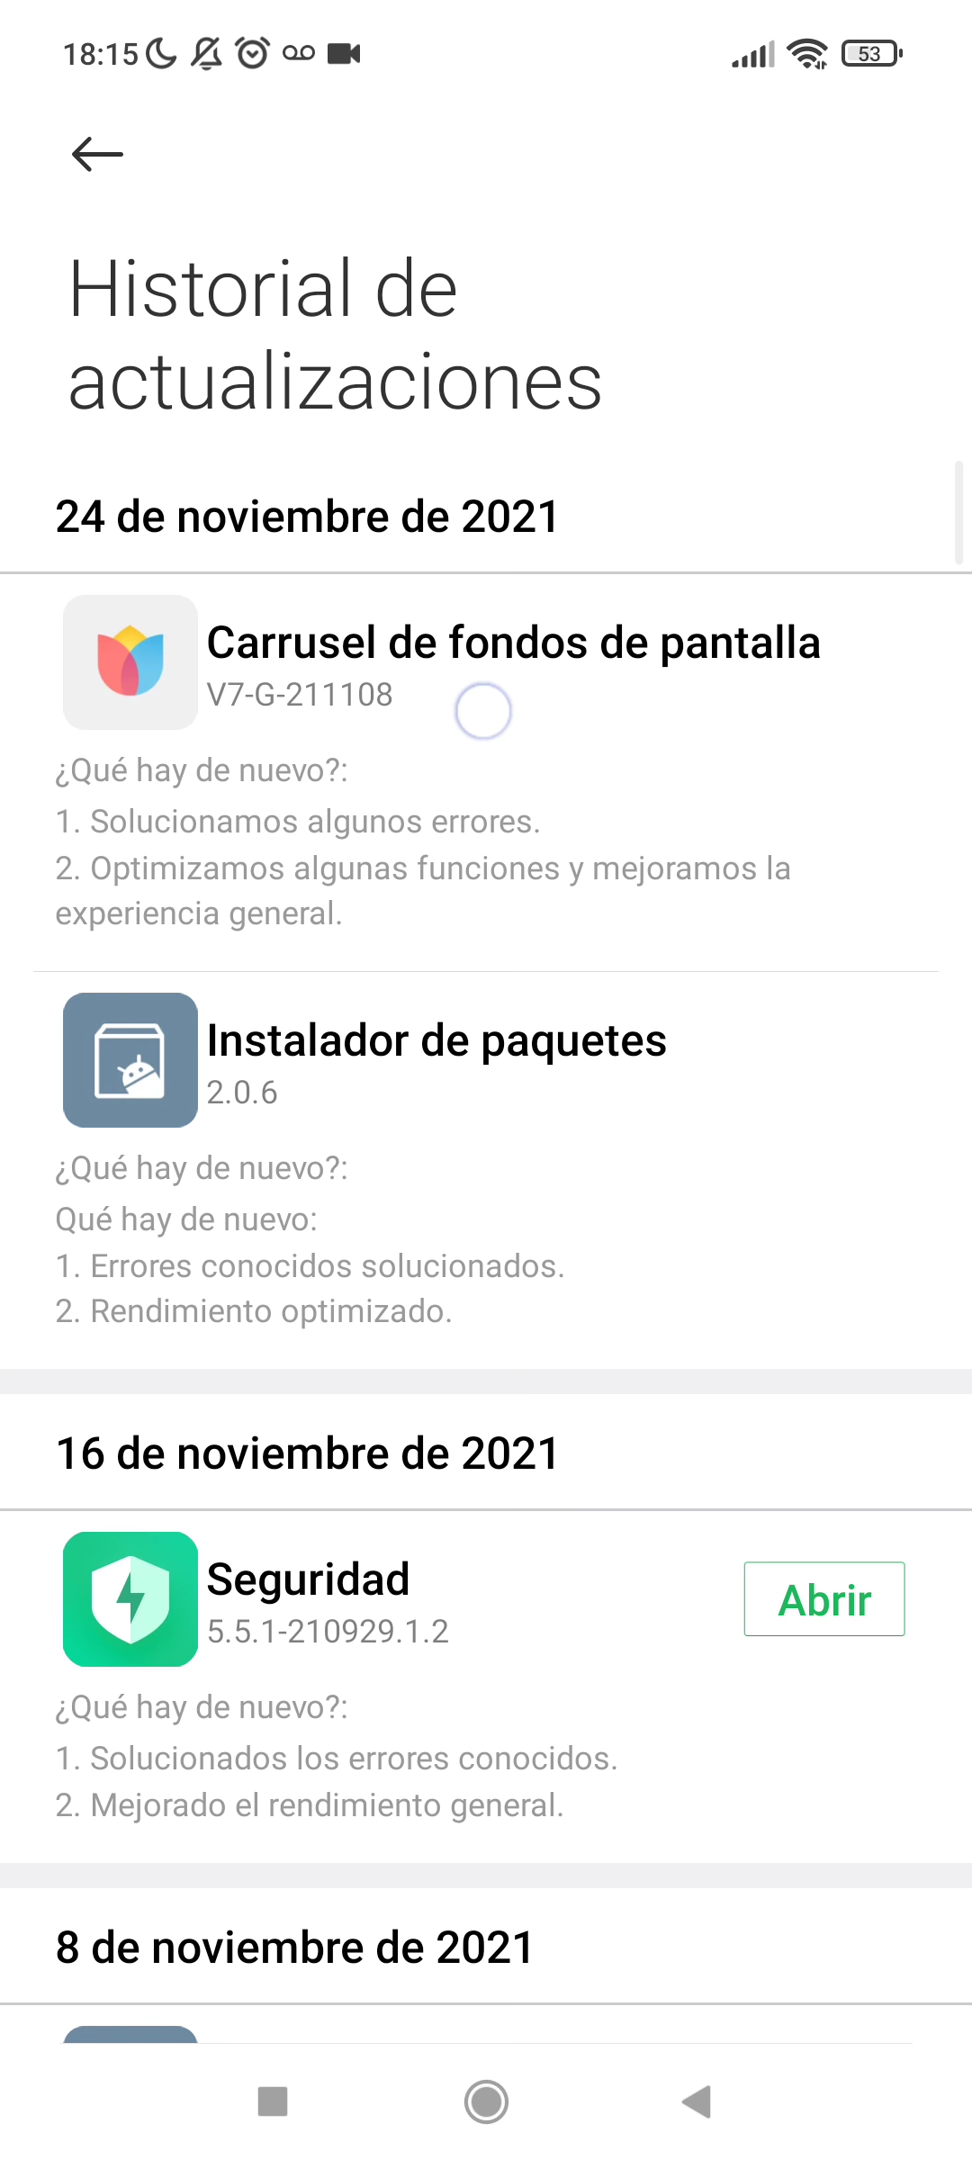 18:15
53
Historial de
actualizaciones
24 de noviembre de 2021
Carrusel de fondos de pantalla
V7-G-211108
¿Qué hay de nuevo?:
1. Solucionamos algunos errores.
2. Optimizamos algunas funciones y mejoramos la
experiencia general.
Instalador de paquetes
2.0.6
¿Qué hay de nuevo?:
Qué hay de nuevo:
1. Errores conocidos solucionados.
2. Rendimiento optimizado.
16 de noviembre de 2021
Seguridad
5.5.1-210929.1.2
Abrir
¿Qué hay de nuevo?:
1. Solucionados los errores conocidos.
2. Mejorado el rendimiento general.
8 de noviembre de 2021